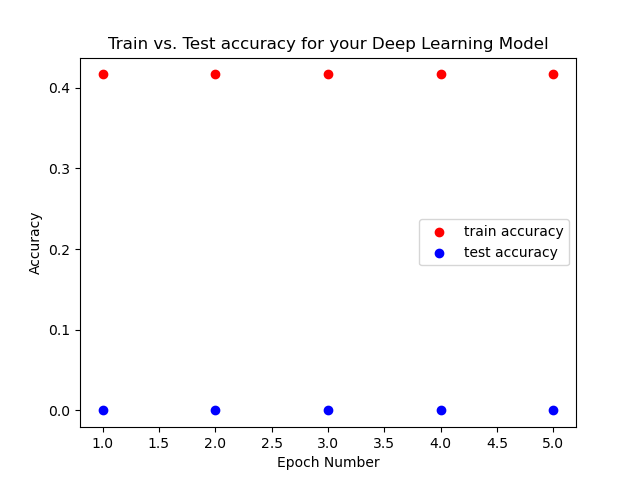 Train vs. Test accuracy for your Deep Learning Model
0.4
0.3
0.2
0.1
0.0
Accuracy
train accuracy
test accuracy
1.0 1.5 2.0 2.5 3.0 3.5 4.0 4.5 5.0
Epoch Number